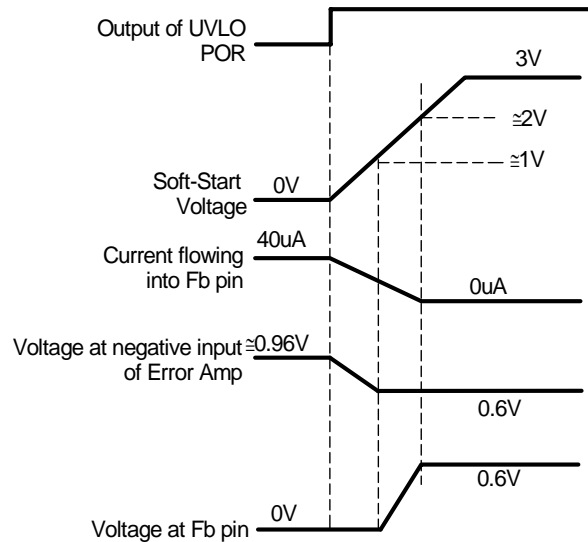 Output of UVLO
POR
3V
≅2V
≅1V
0V
Soft-Start
Voltage
40uA
Current flowing
into Fb pin
0uA
Voltage at negative input
of Error Amp
≅0.96V
0.6V
0.6V
0V
Voltage at Fb pin